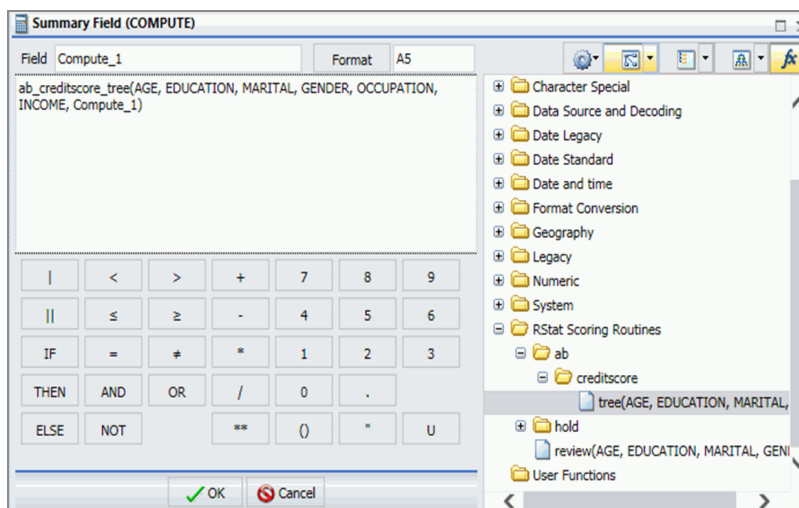 Summary Field (COMPUTE)
Field Compute_1 Format A5
ab_creditscore_tree(AGE, EDUCATION, MARITAL, GENDER, OCCUPATION,
INCOME, Compute_1)
| < > + 7 8 9
|| ≤ ≥ - 4 5 6
IF = ≠ * 1 2 3
THEN AND OR / 0 .
ELSE NOT ** () " U
OK Cancel
fx
Character Special
Data Source and Decoding
Date Legacy
Date Standard
Date and time
Format Conversion
Geography
Legacy
Numeric
System
RStat Scoring Routines
ab
creditscore
tree(AGE, EDUCATION, MARITAL,
hold
review(AGE, EDUCATION, MARITAL, GEN
User Functions